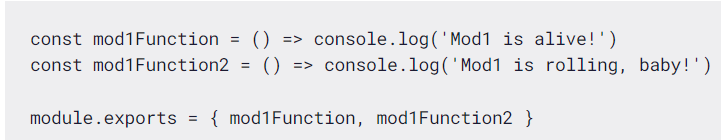 const mod1Function = () => console.log('Mod1 is alive!')
const mod1Function2 = () => console.log('Mod1 is rolling, baby!')
module.exports = { mod1Function, mod1Function2 }